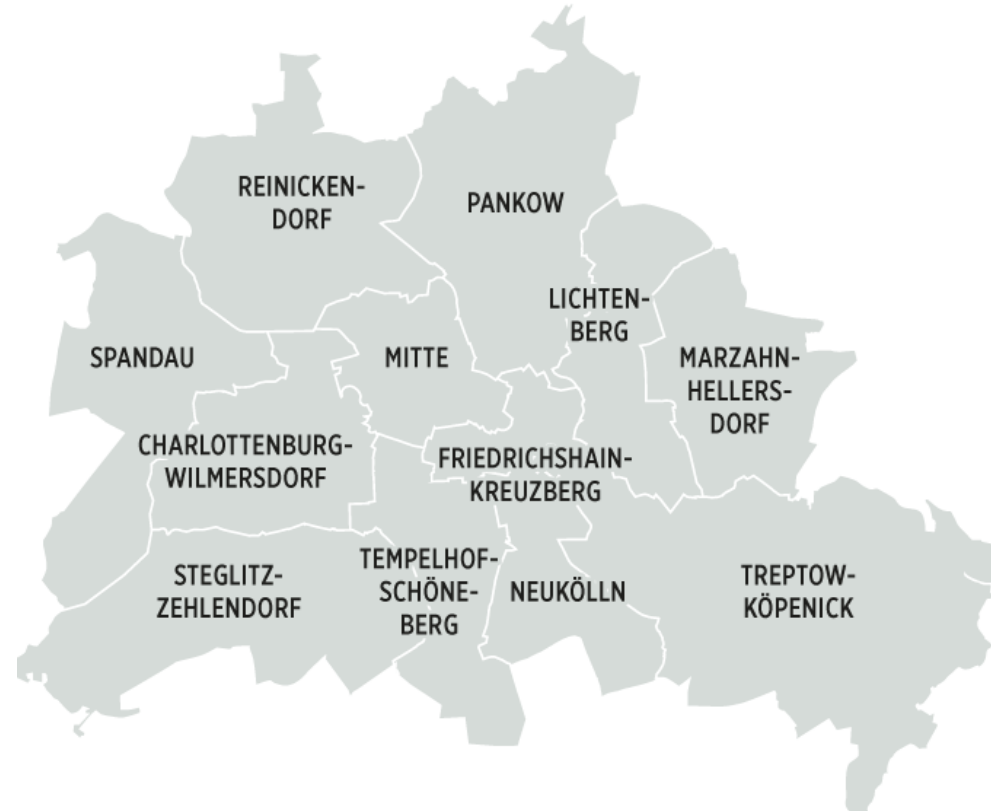 REINICKEN-
DORF
PANKOW
LICHTEN-
BERG
SPANDAU
MITTE
MARZAHN-
HELLERS-
DORF
CHARLOTTENBURG-
WILMERSDORF
FRIEDRICHSHAIN-
KREUZBERG
STEGLITZ-
ZEHLENDORF
TEMPELHOF-
SCHÖNE-
BERG
NEUKÖLLN
TREPTOW-
KÖPENICK